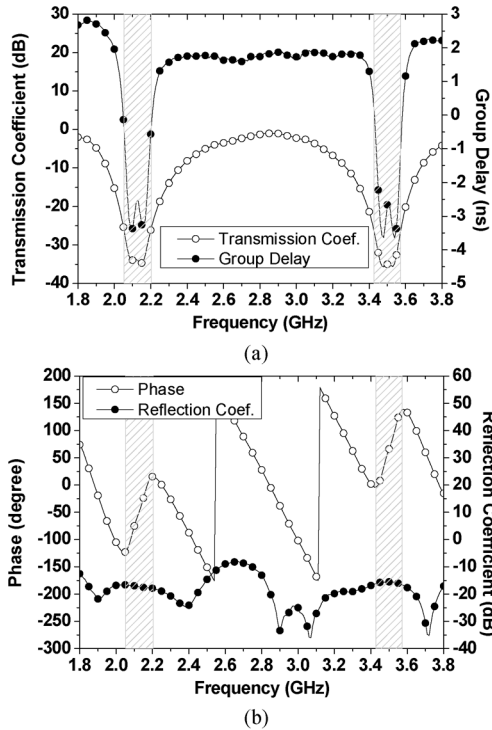 30
20
10
0
-10
-20
-30
-40
Transmission Coefficient (dB)
3
2
1
0
-1
-2
-3
-4
-5
Group Delay (ns)
Transmission Coef.
Group Delay
1.8 2.0 2.2 2.4 2.6 2.8 3.0 3.2 3.4 3.6 3.8
Frequency (GHz)
(a)
200
150
100
50
0
-50
-100
-150
-200
-250
-300
Phase (degree)
60
50
40
30
20
10
0
-10
-20
-30
-40
Reflection Coefficient (dB)
Phase
Reflection Coef.
1.8 2.0 2.2 2.4 2.6 2.8 3.0 3.2 3.4 3.6 3.8
Frequency (GHz)
(b)